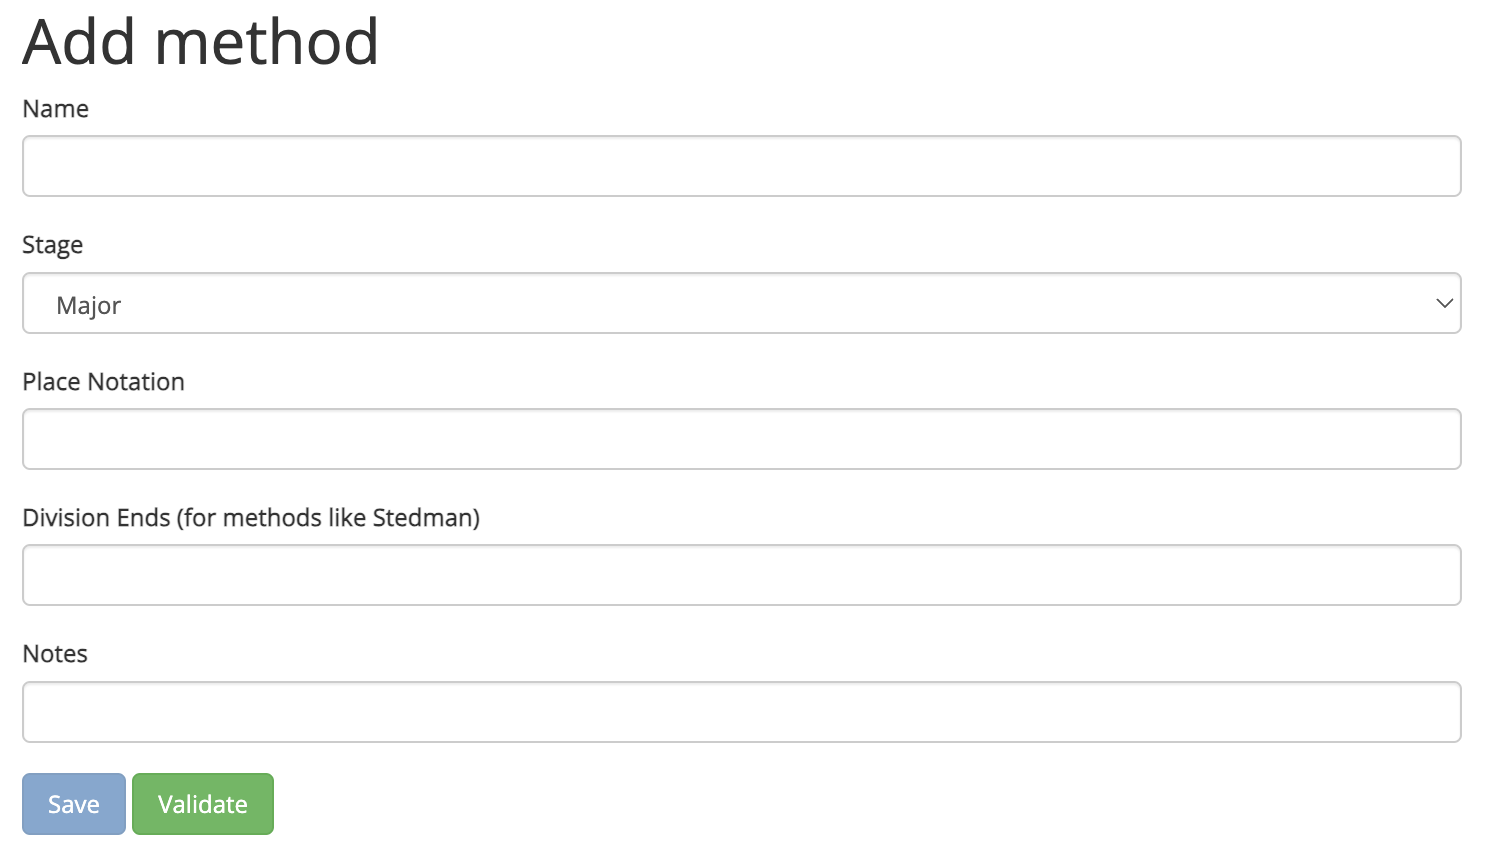 Add method
Name
Stage
Major
Place Notation
Division Ends (for methods like Stedman)
Notes
Save Validate